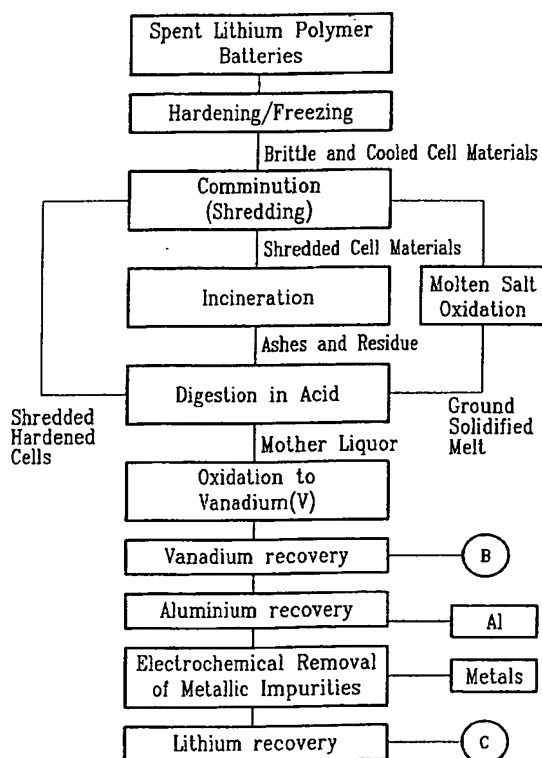 Spent Lithium Polymer
Batteries
Hardening/Freezing
Brittle and Cooled Cell Materials
Comminution
(Shredding)
Shredded Cell Materials
Incineration
Molten Salt
Oxidation
Ashes and Residue
Digestion in Acid
Shredded
Hardened
Cells
Ground
Solidified
Melt
Mother Liquor
Oxidation to
Vanadium(V)
Vanadium recovery
B
Aluminium recovery
Al
Electrochemical Removal
of Metallic Impurities
Metals
Lithium recovery
C